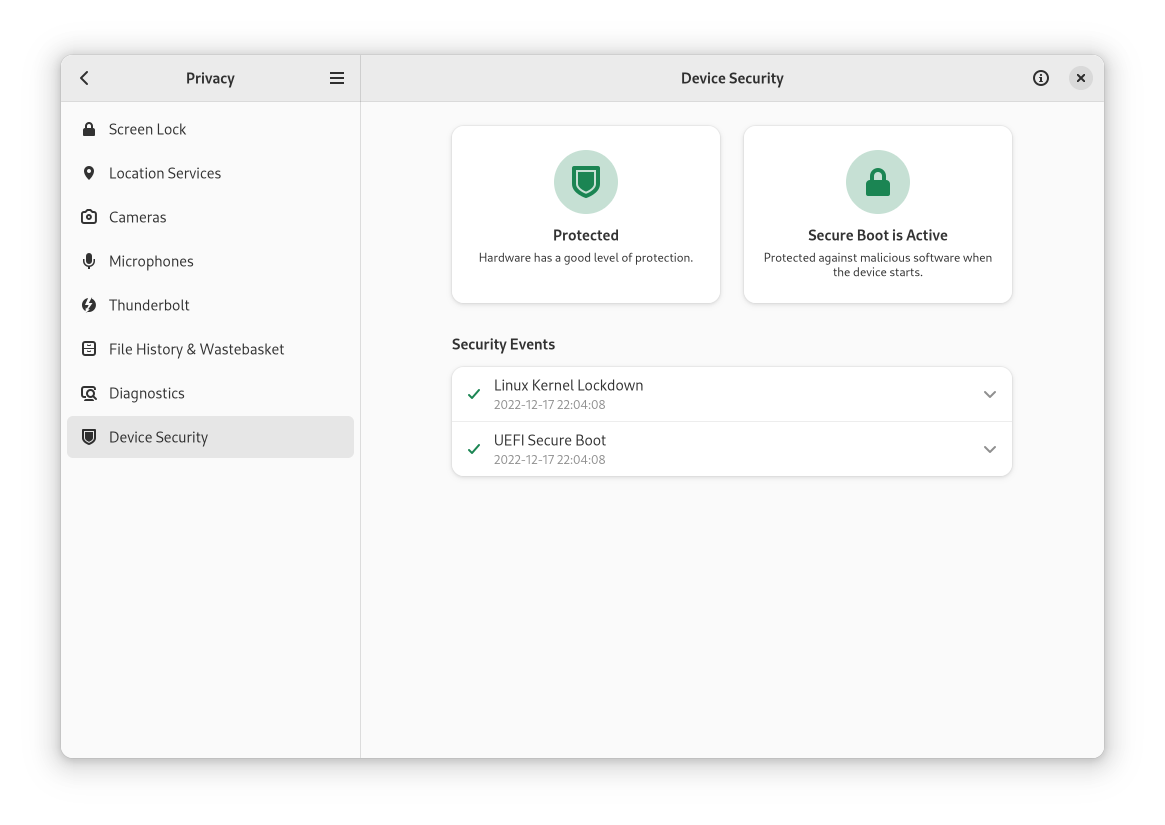 Privacy
Device Security
Screen Lock
Location Services
Cameras
Microphones
Thunderbolt
File History & Wastebasket
Diagnostics
Device Security
Protected
Hardware has a good level of protection.
Secure Boot is Active
Protected against malicious software when
the device starts.
Security Events
Linux Kernel Lockdown
2022-12-17 22:04:08
UEFI Secure Boot
2022-12-17 22:04:08